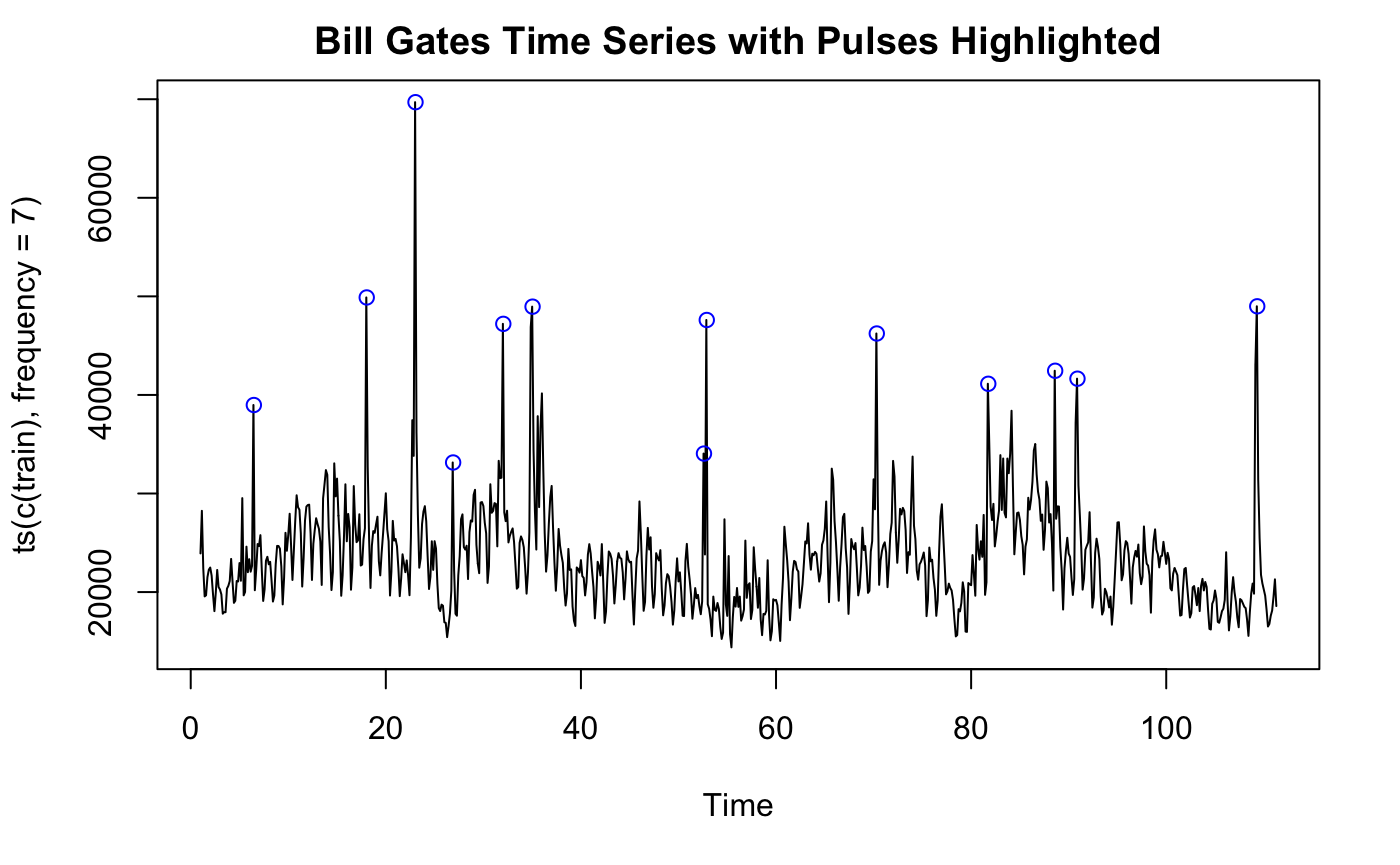 Bill Gates Time Series with Pulses Highlighted
ts(c(train), frequency = 7)
60000
40000
20000
0 20 40 60 80 100
Time